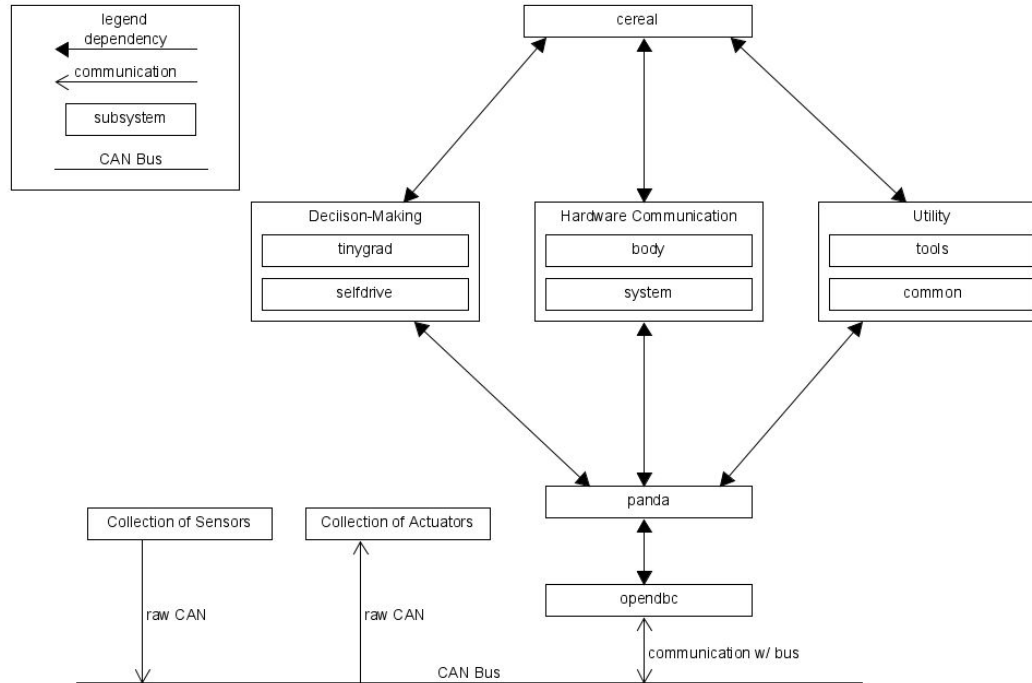 legend
dependency
communication
subsystem
CAN Bus
cereal
Deciison-Making
tinygrad
selfdrive
Hardware Communication
body
system
Utility
tools
common
panda
Collection of Sensors
Collection of Actuators
opendbc
raw CAN
raw CAN
communication w/ bus
CAN Bus